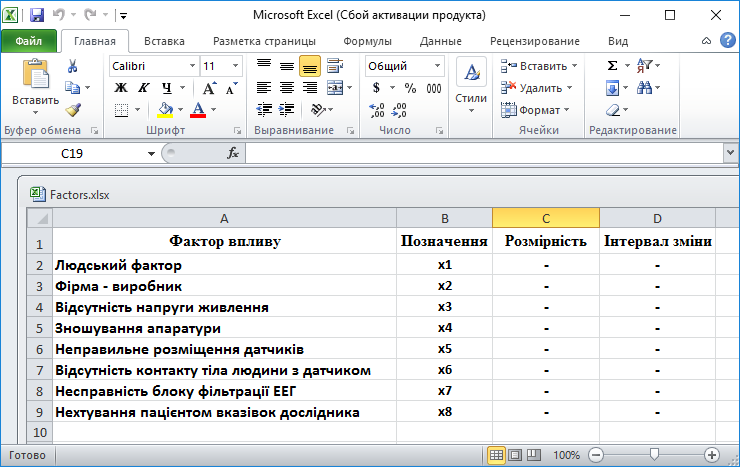 Microsoft Excel (Сбой активации продукта)
Файл Главная Вставка Разметка страницы Формулы Данные Рецензирование Вид
Вставить Calibri 11 Общий Стили Вставить Удалить Формат
Ж К Ч A A % 000
Буфер обмена Шрифт Выравнивание Число Ячейки Редактирование
C19 fx
Factors.xlsx
A B C D
1 Фактор впливу Позначення Розмірність Інтервал зміни
2 Людський фактор x1 - -
3 Фірма - виробник x2 - -
4 Відсутність напруги живлення x3 - -
5 Зношування апаратури x4 - -
6 Неправильне розміщення датчиків x5 - -
7 Відсутність контакту тіла людини з датчиком x6 - -
8 Несправність блоку фільтрації ЕЕГ x7 - -
9 Нехтування пацієнтом вказівок дослідника x8 - -
10
Готово 100%